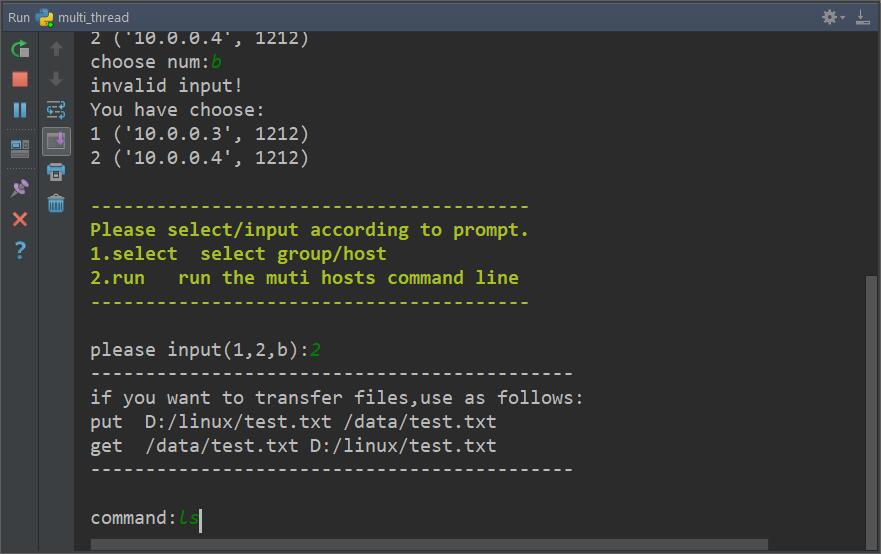 Run multi_thread
2 ('10.0.0.4', 1212)
choose num:b
invalid input!
You have choose:
1 ('10.0.0.3', 1212)
2 ('10.0.0.4', 1212)
----------------------------------------
Please select/input according to prompt.
1.select  select group/host
2.run   run the muti hosts command line
----------------------------------------
please input(1,2,b):2
--------------------------------------------
if you want to transfer files,use as follows:
put  D:/linux/test.txt /data/test.txt
get  /data/test.txt D:/linux/test.txt
--------------------------------------------
command:ls